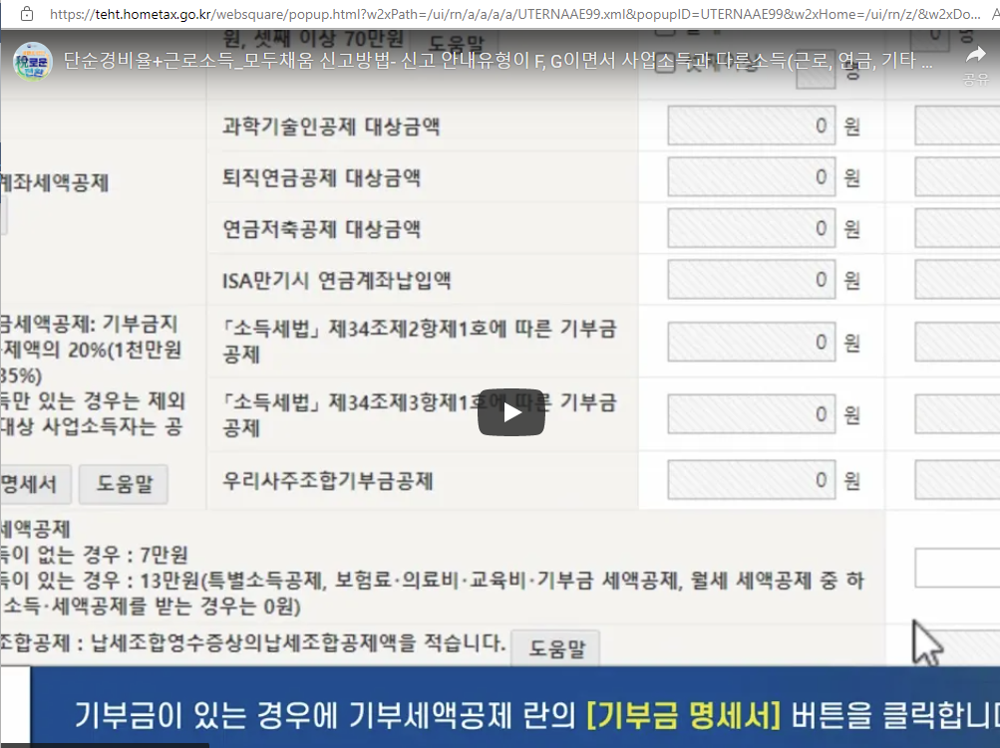 https://teht.hometax.go.kr/websquare/popup.html?w2xPath=/ui/rn/a/a/a/a/UTERNAAE99.xml&popupID=UTERNAAE99&w2xHome=/ui/rn/z/&w2xDo...
원, 셋째 이상 70만원
도움말
단순경비율+근로소득_모두채움 신고방법- 신고 안내유형이 F, G이면서 사업소득과 다른소득(근로, 연금, 기타 ...
명
공유
과학기술인공제 대상금액
0 원
계좌세액공제
퇴직연금공제 대상금액
0 원
연금저축공제 대상금액
0 원
ISA만기시 연금계좌납입액
0 원
금세액공제: 기부금지
제액의 20%(1천만원
35%)
득만 있는 경우는 제외
대상 사업소득자는 공
「소득세법」 제34조제2항제1호에 따른 기부금
공제
0 원
「소득세법」 제34조제3항제1호에 따른 기부금
공제
0 원
명세서 도움말
우리사주조합기부금공제
0 원
세액공제
득이 없는 경우 : 7만원
득이 있는 경우 : 13만원(특별소득공제, 보험료·의료비·교육비·기부금 세액공제, 월세 세액공제 중 하
소득·세액공제를 받는 경우는 0원)
조합공제 : 납세조합영수증상의납세조합공제액을 적습니다. 도움말
기부금이 있는 경우에 기부세액공제 란의 [기부금 명세서] 버튼을 클릭합니다